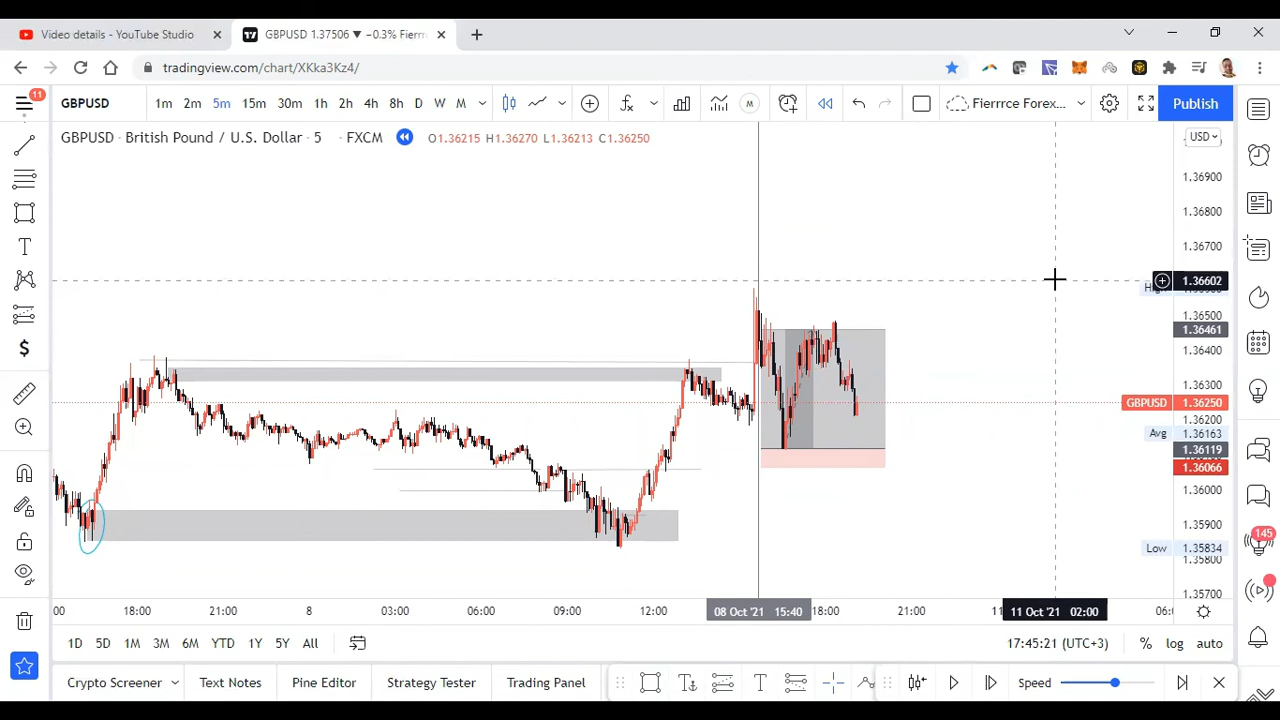 Video details - YouTube Studio
GBPUSD 1.37506 ▼ −0.3% Fierrr
tradingview.com/chart/XKka3Kz4/
11
GBPUSD
1m 2m 5m 15m 30m 1h 2h 4h 8h D W M
M
Fierrrce Forex...
Publish
GBPUSD · British Pound / U.S. Dollar · 5 · FXCM
O1.36215 H1.36270 L1.36213 C1.36250
USD
1.36900
1.36800
1.36700
1.36602
1.36500
1.36461
1.36400
1.36300
GBPUSD 1.36250
1.36200
Avg 1.36163
1.36119
1.36066
1.36000
1.35900
Low 1.35834
1.35800
1.35700
145
:00 18:00 21:00 8 03:00 06:00 09:00 12:00 08 Oct '21 15:40 18:00 21:00 11 Oct '21 02:00 06:
1D 5D 1M 3M 6M YTD 1Y 5Y All
17:45:21 (UTC+3) % log auto
Crypto Screener Text Notes Pine Editor Strategy Tester Trading Panel
Speed